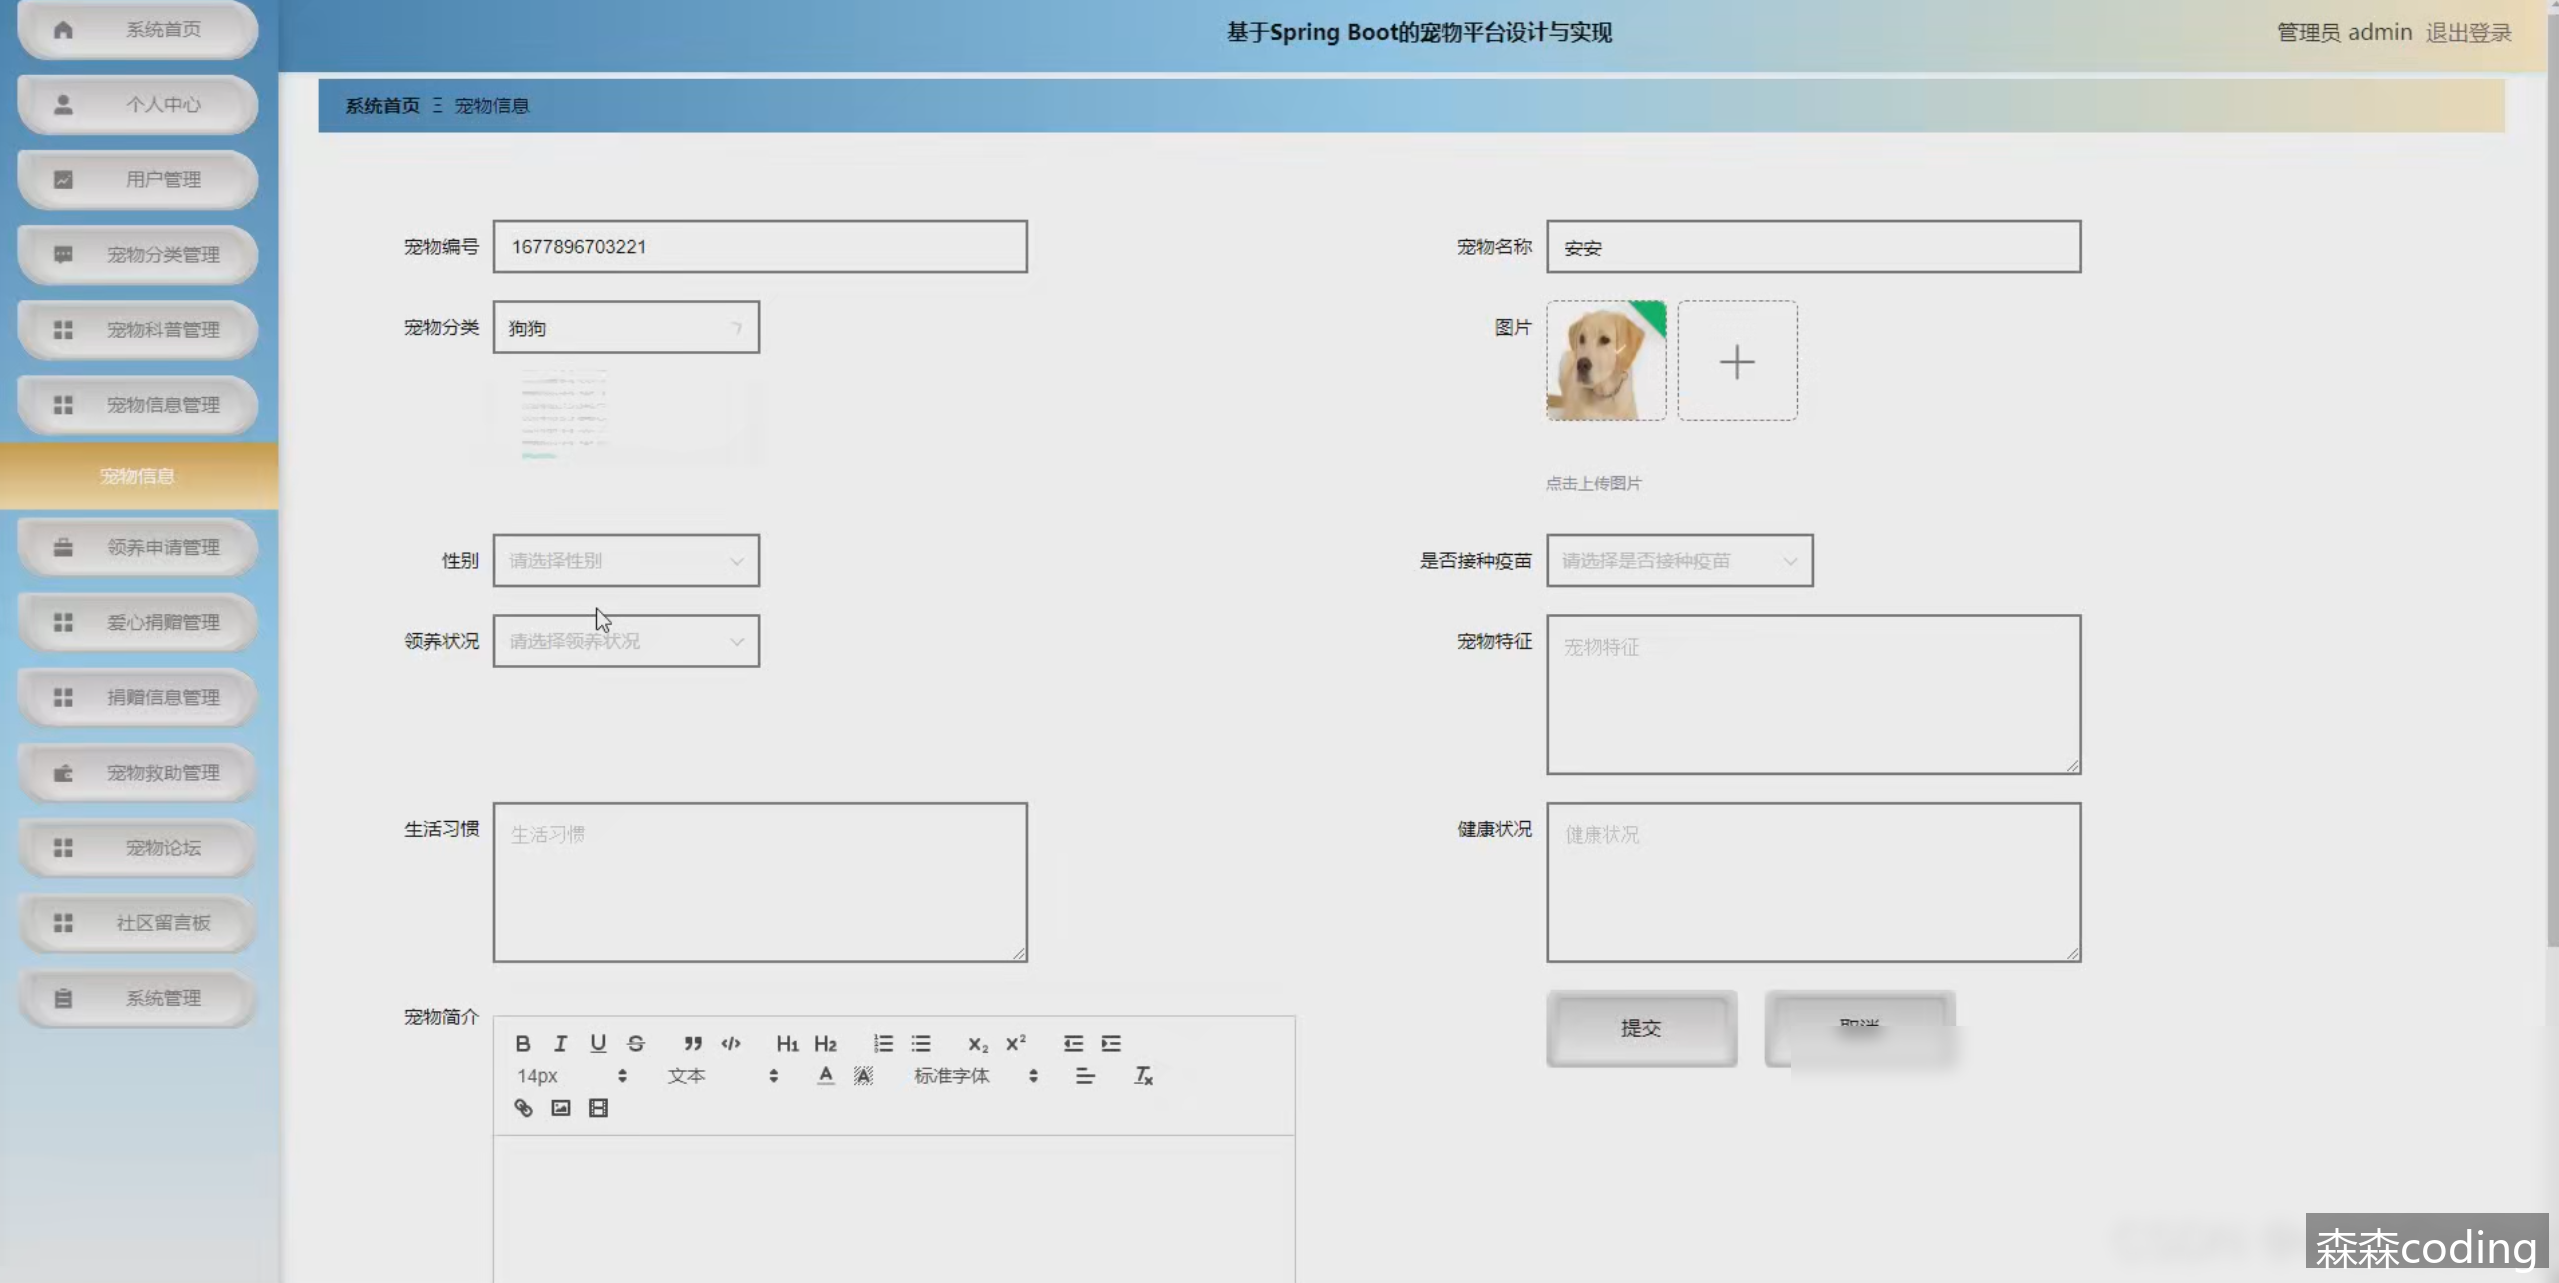 系统首页
个人中心
用户管理
宠物分类管理
宠物科普管理
宠物信息管理
宠物信息
领养申请管理
爱心捐赠管理
捐赠信息管理
宠物救助管理
宠物论坛
社区留言板
系统管理
基于Spring Boot的宠物平台设计与实现
管理员 admin 退出登录
系统首页 Ξ 宠物信息
宠物编号 1677896703221
宠物名称 安安
宠物分类 狗狗
图片
点击上传图片
性别 请选择性别
是否接种疫苗 请选择是否接种疫苗
领养状况 请选择领养状况
宠物特征 宠物特征
生活习惯 生活习惯
健康状况 健康状况
宠物简介
B I U S ” </> H1 H2 x₂ x²
14px 文本 A A 标准字体 Tx
提交 取消
森森coding